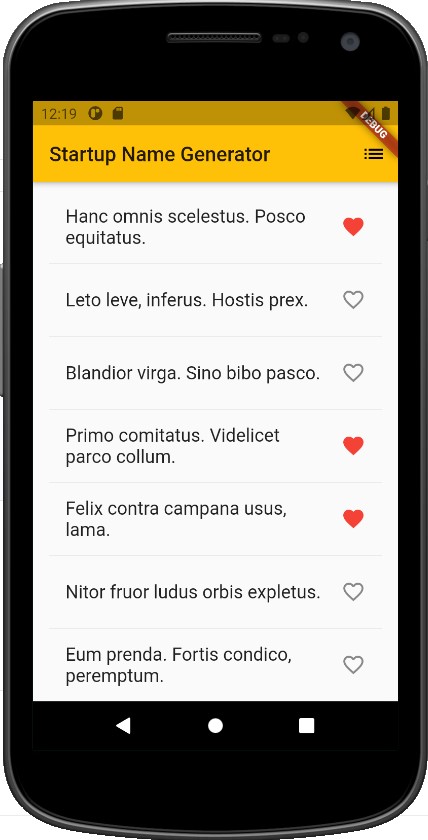 12:19
DEBUG
Startup Name Generator
Hanc omnis scelestus. Posco
equitatus.
Leto leve, inferus. Hostis prex.
Blandior virga. Sino bibo pasco.
Primo comitatus. Videlicet
parco collum.
Felix contra campana usus,
lama.
Nitor fruor ludus orbis expletus.
Eum prenda. Fortis condico,
peremptum.